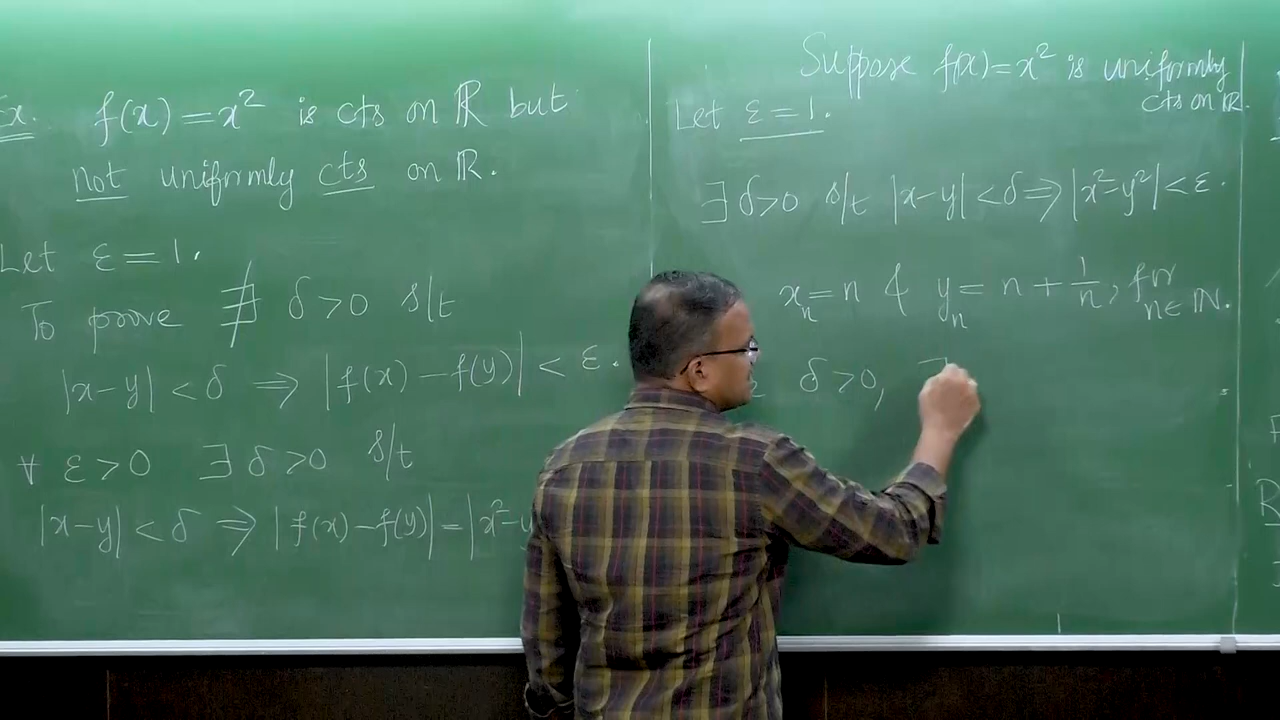 Ex. f(x) = x² is cts on ℝ but
not uniformly cts on ℝ.
Let ε = 1.
To prove ∄ δ > 0 s/t
|x - y| < δ ⇒ |f(x) - f(y)| < ε.
∀ ε > 0 ∃ δ > 0 s/t
|x - y| < δ ⇒ |f(x) - f(y)| = |x² -
Suppose f(x) = x² is uniformly
cts on ℝ.
Let ε = 1.
∃ δ > 0 s/t |x - y| < δ ⇒ |x² - y²| < ε.
xₙ = n & yₙ = n + 1/n, for
n ∈ ℕ.
δ > 0,